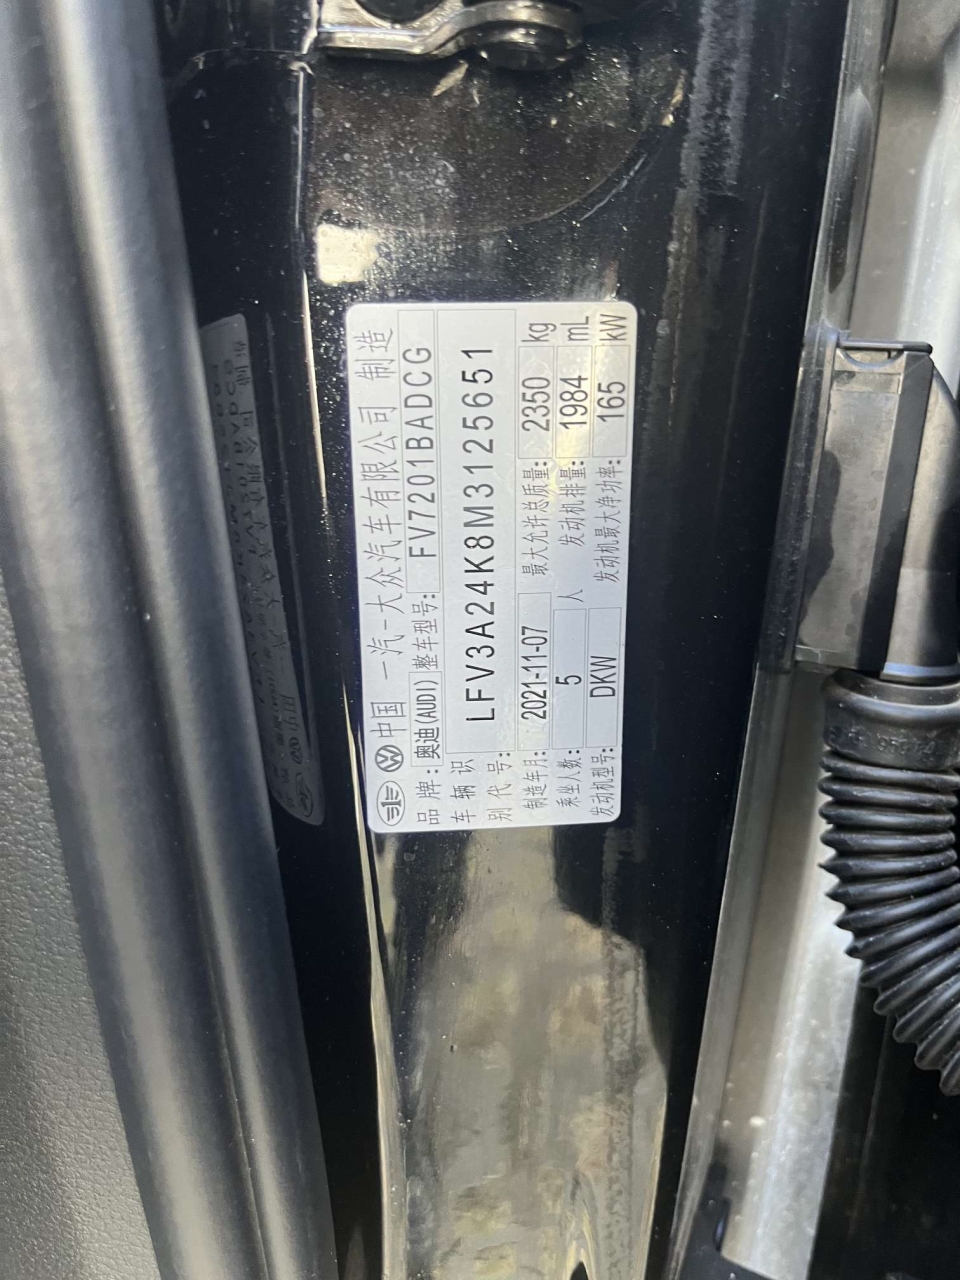 中国 一汽-大众汽车有限公司 制造
品牌: 奥迪(AUDI) 整车型号: FV7201BADCG
车辆识别代号: LFV3A24K8M3125651
制造年月: 2021-11-07 最大允许总质量: 2350 kg
乘坐人数: 5 人 发动机排量: 1984 mL
发动机型号: DKW 发动机最大净功率: 165 kW